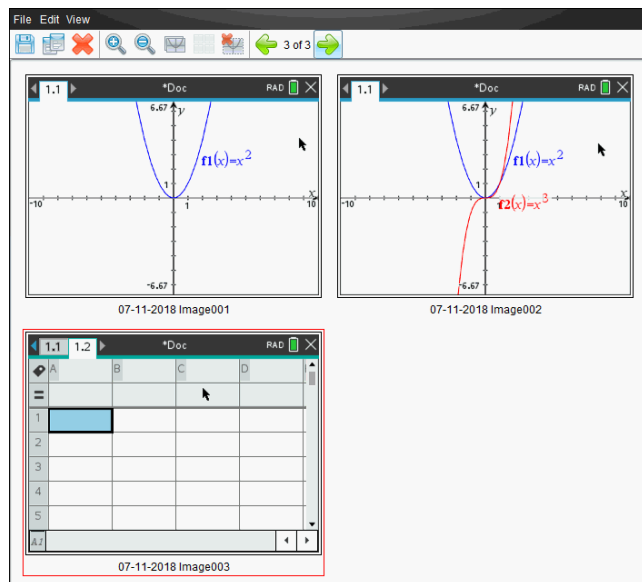 File Edit View
3 of 3
1.1 *Doc RAD
6.67 y
f1(x)=x²
1
x
-10 1 10
-6.67
07-11-2018 Image001
1.1 *Doc RAD
6.67 y
f1(x)=x²
1
x
f2(x)=x³
-10 10
-6.67
07-11-2018 Image002
1.1 1.2 *Doc RAD
A B C D
=
1
2
3
4
5
A1
07-11-2018 Image003